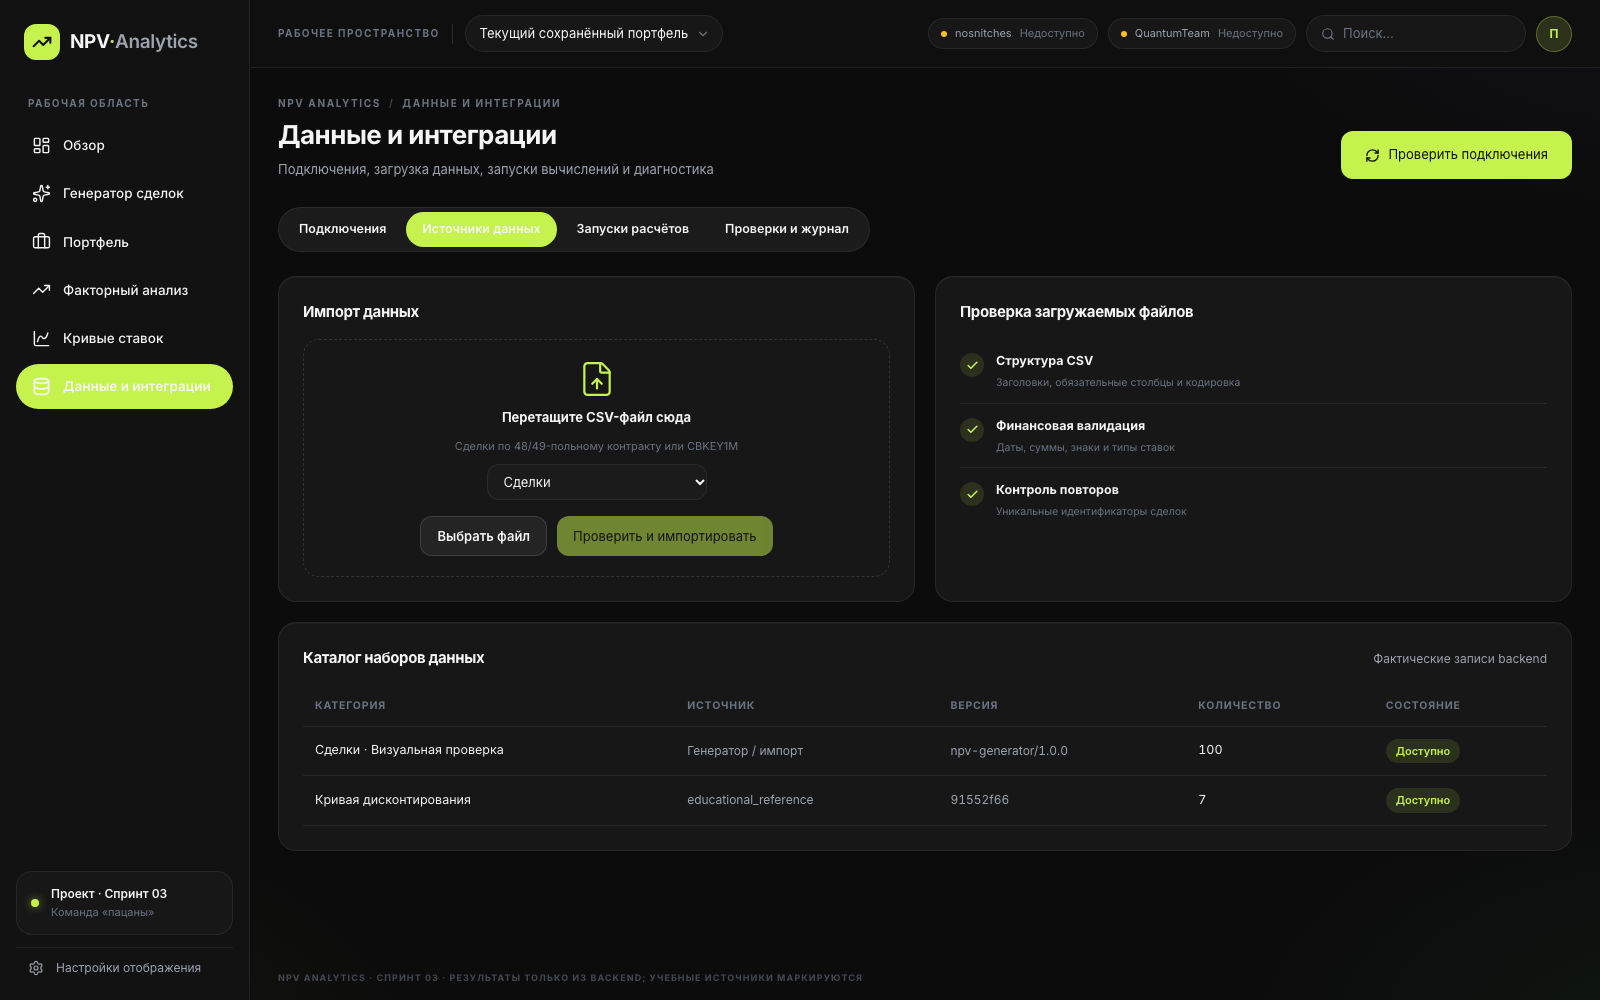 NPV·Analytics
РАБОЧАЯ ОБЛАСТЬ
Обзор
Генератор сделок
Портфель
Факторный анализ
Кривые ставок
Данные и интеграции
Проект · Спринт 03
Команда «пацаны»
Настройки отображения
РАБОЧЕЕ ПРОСТРАНСТВО
Текущий сохранённый портфель
nosnitches Недоступно
QuantumTeam Недоступно
Поиск...
П
NPV ANALYTICS / ДАННЫЕ И ИНТЕГРАЦИИ
Данные и интеграции
Подключения, загрузка данных, запуски вычислений и диагностика
Проверить подключения
Подключения
Источники данных
Запуски расчётов
Проверки и журнал
Импорт данных
Перетащите CSV-файл сюда
Сделки по 48/49-польному контракту или CBKEY1M
Сделки
Выбрать файл
Проверить и импортировать
Проверка загружаемых файлов
Структура CSV
Заголовки, обязательные столбцы и кодировка
Финансовая валидация
Даты, суммы, знаки и типы ставок
Контроль повторов
Уникальные идентификаторы сделок
Каталог наборов данных
Фактические записи backend
КАТЕГОРИЯ ИСТОЧНИК ВЕРСИЯ КОЛИЧЕСТВО СОСТОЯНИЕ
Сделки · Визуальная проверка Генератор / импорт npv-generator/1.0.0 100 Доступно
Кривая дисконтирования educational_reference 91552f66 7 Доступно
NPV ANALYTICS · СПРИНТ 03 · РЕЗУЛЬТАТЫ ТОЛЬКО ИЗ BACKEND; УЧЕБНЫЕ ИСТОЧНИКИ МАРКИРУЮТСЯ